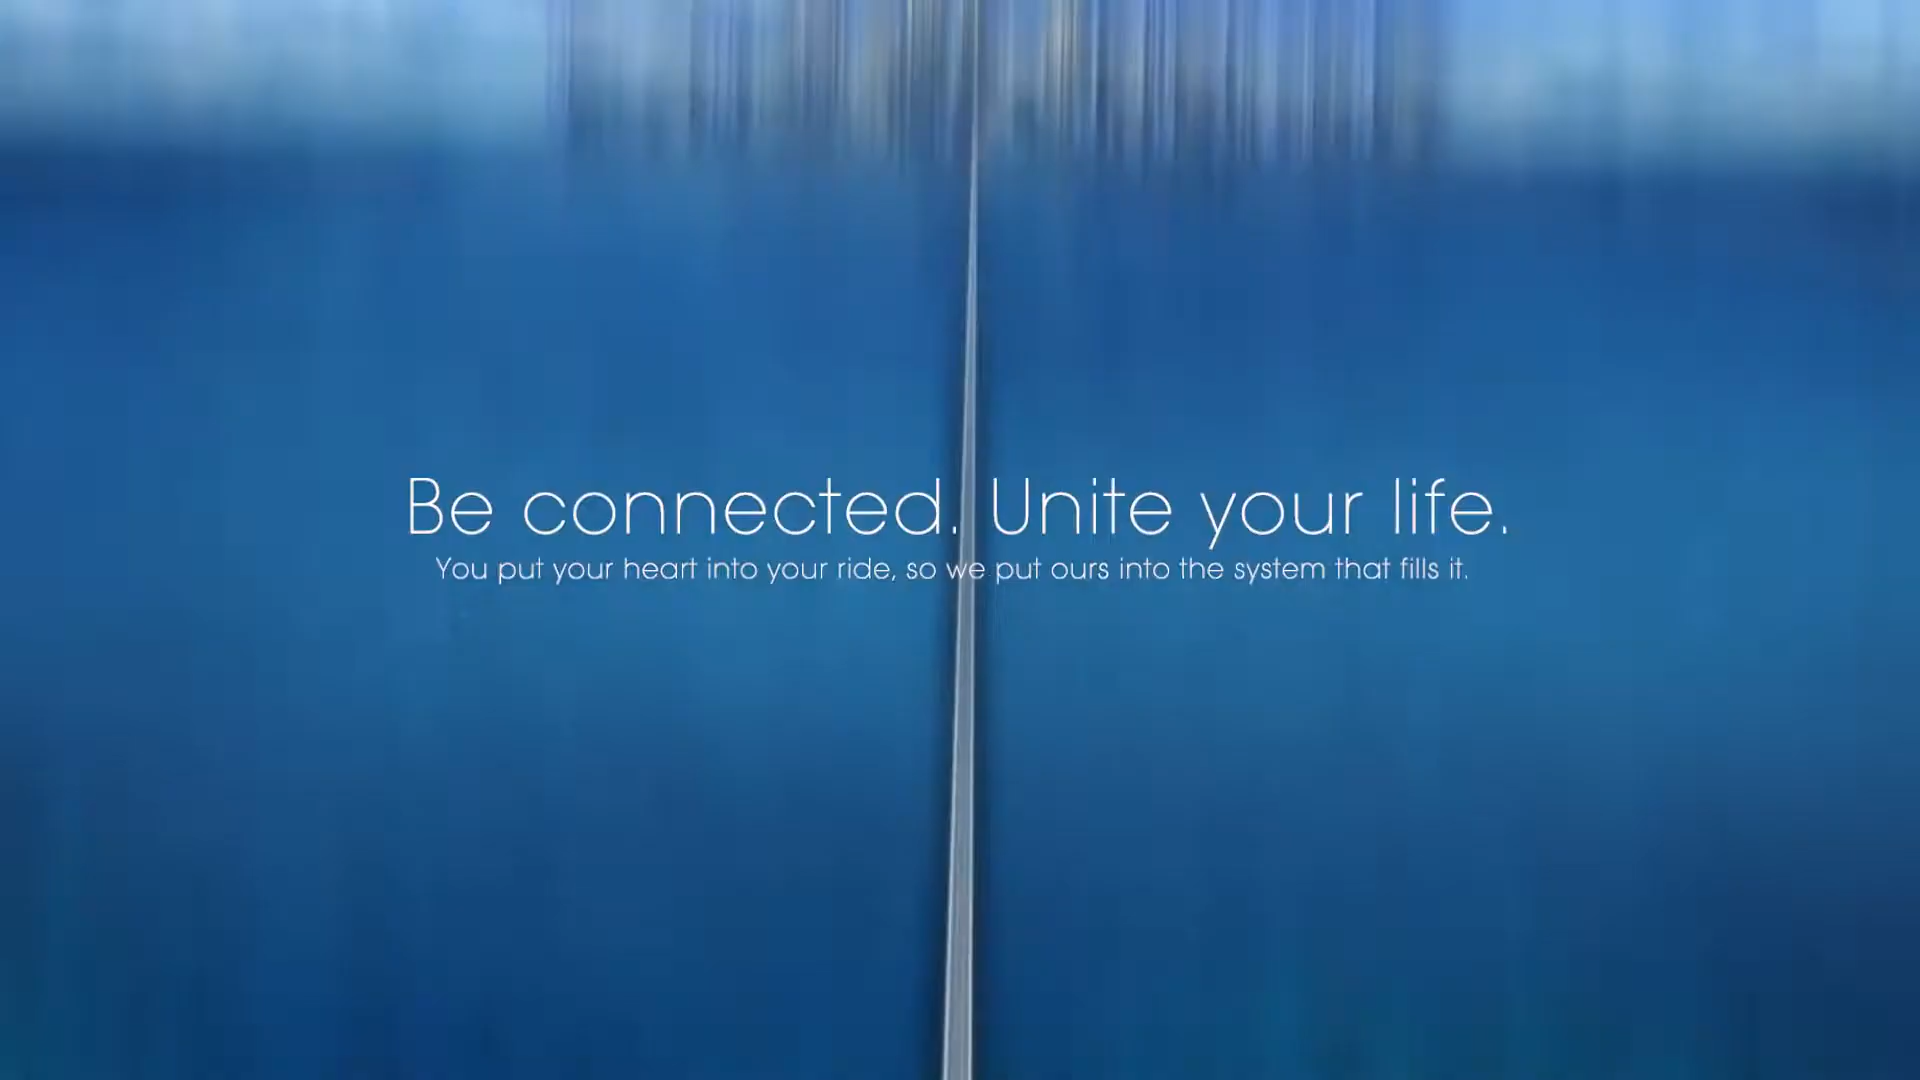 Be connected. Unite your life.
You put your heart into your ride, so we put ours into the system that fills it.